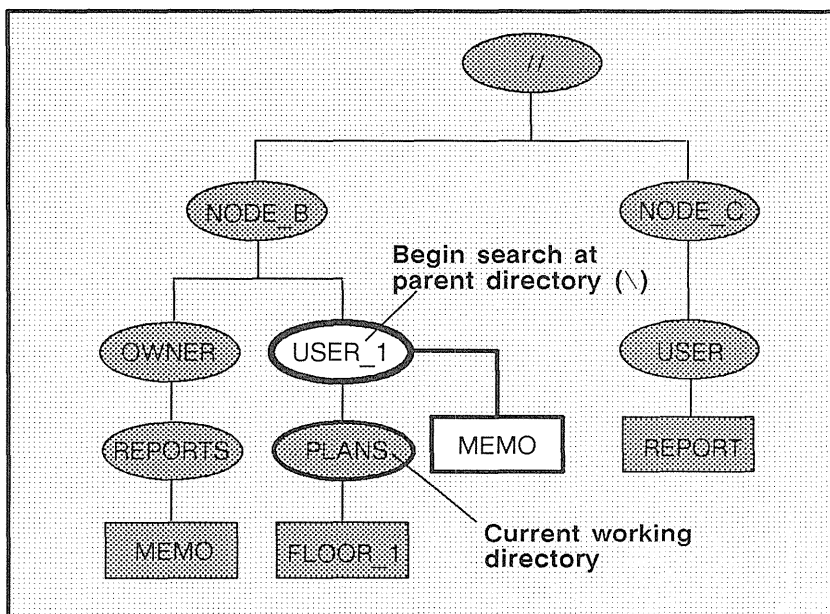 //
NODE_B
NODE_C
Begin search at
parent directory (\)
OWNER
USER_1
USER
REPORTS
PLANS
MEMO
REPORT
MEMO
FLOOR_1
Current working
directory